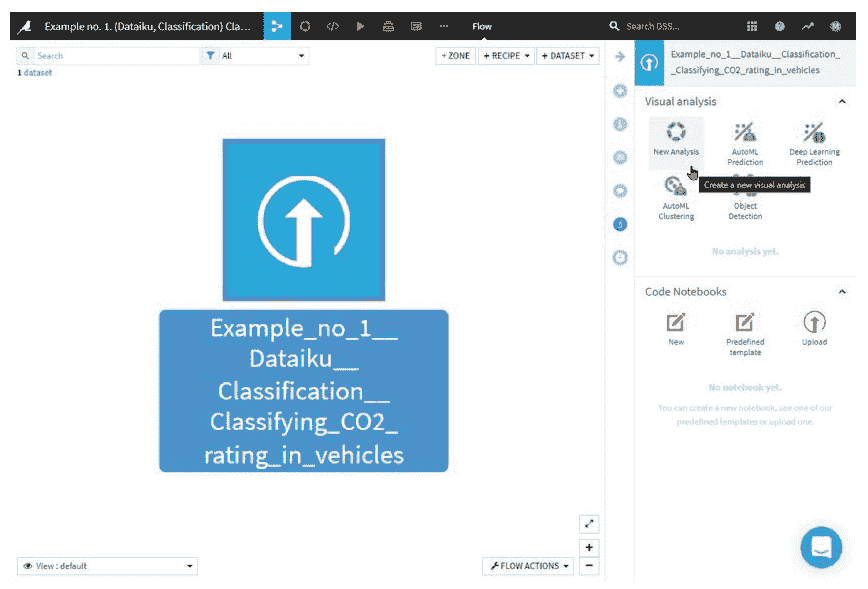 Example no. 1. (Dataiku, Classification) Cla...
Flow
Search DSS...
Search
All
1 dataset
+ ZONE
+ RECIPE
+ DATASET
Example_no_1__Dataiku__Classification_
_Classifying_CO2_rating_in_vehicles
Visual analysis
New Analysis
AutoML
Prediction
Deep Learning
Prediction
Create a new visual analysis
AutoML
Clustering
Object
Detection
No analysis yet.
Code Notebooks
New
Predefined
template
Upload
No notebook yet.
You can create a new notebook, use one of our
predefined templates or upload one.
Example_no_1__
Dataiku__
Classification__
Classifying_CO2_
rating_in_vehicles
View : default
FLOW ACTIONS